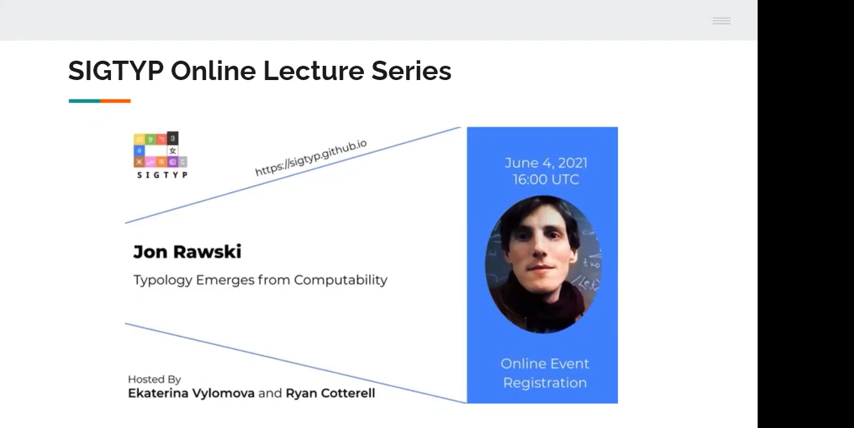 SIGTYP Online Lecture Series
SIGTYP
https://sigtyp.github.io
June 4, 2021
16:00 UTC
Jon Rawski
Typology Emerges from Computability
Online Event
Registration
Hosted By
Ekaterina Vylomova and Ryan Cotterell